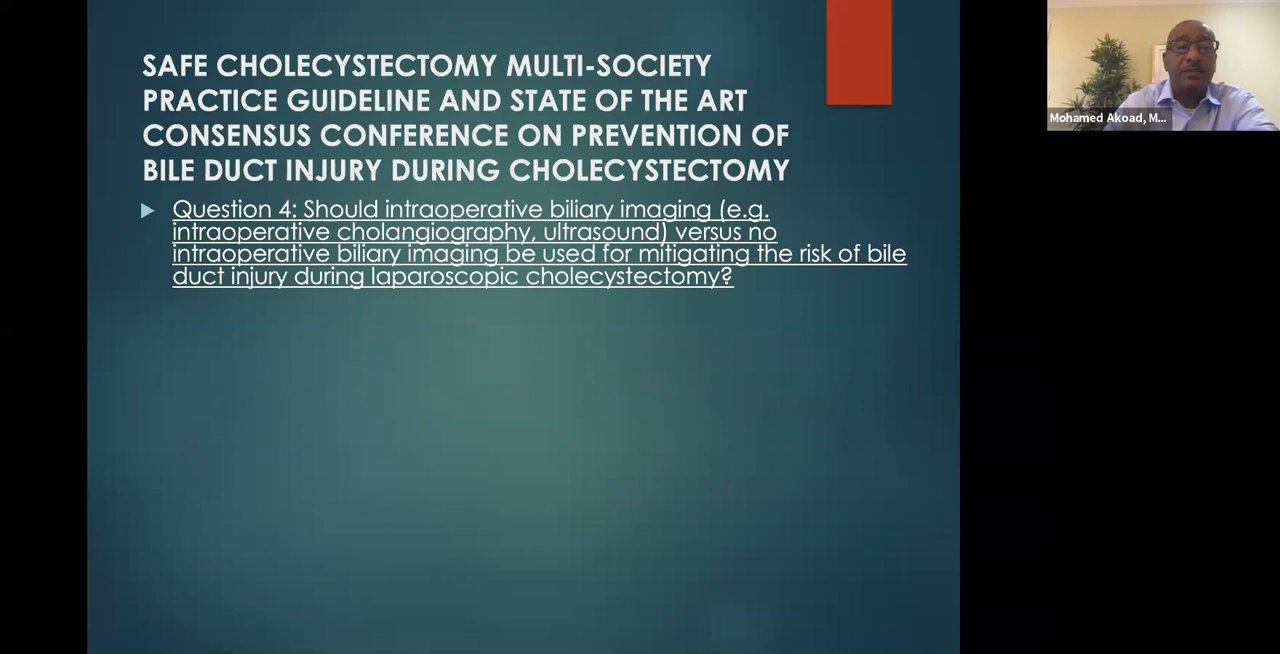 SAFE CHOLECYSTECTOMY MULTI-SOCIETY
PRACTICE GUIDELINE AND STATE OF THE ART
CONSENSUS CONFERENCE ON PREVENTION OF
BILE DUCT INJURY DURING CHOLECYSTECTOMY
Question 4: Should intraoperative biliary imaging (e.g.
intraoperative cholangiography, ultrasound) versus no
intraoperative biliary imaging be used for mitigating the risk of bile
duct injury during laparoscopic cholecystectomy?
Mohamed Akoad, M...